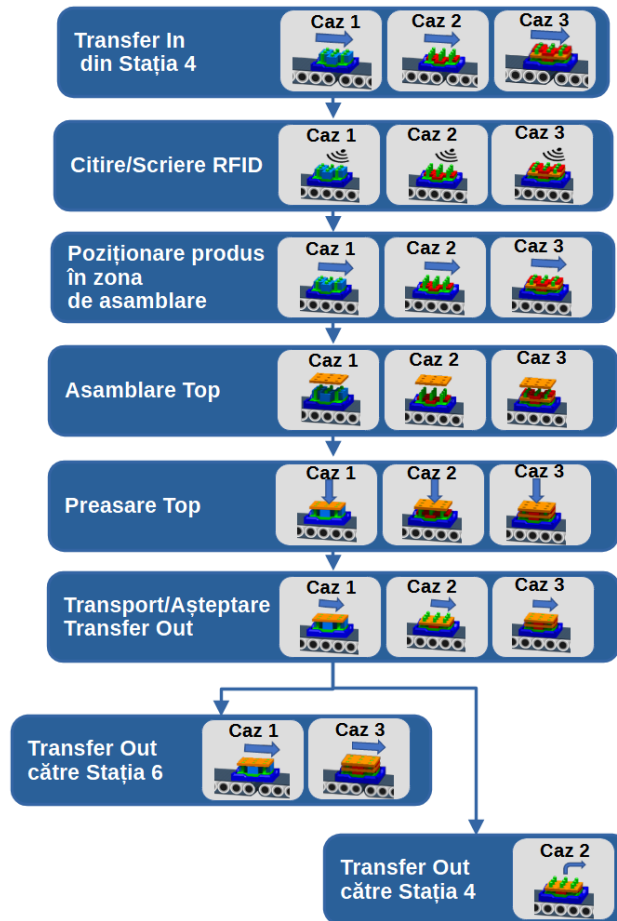 Transfer In
din Stația 4
Caz 1
Caz 2
Caz 3
Citire/Scriere RFID
Caz 1
Caz 2
Caz 3
Poziționare produs
în zona
de asamblare
Caz 1
Caz 2
Caz 3
Asamblare Top
Caz 1
Caz 2
Caz 3
Preasare Top
Caz 1
Caz 2
Caz 3
Transport/Așteptare
Transfer Out
Caz 1
Caz 2
Caz 3
Transfer Out
către Stația 6
Caz 1
Caz 3
Transfer Out
către Stația 4
Caz 2